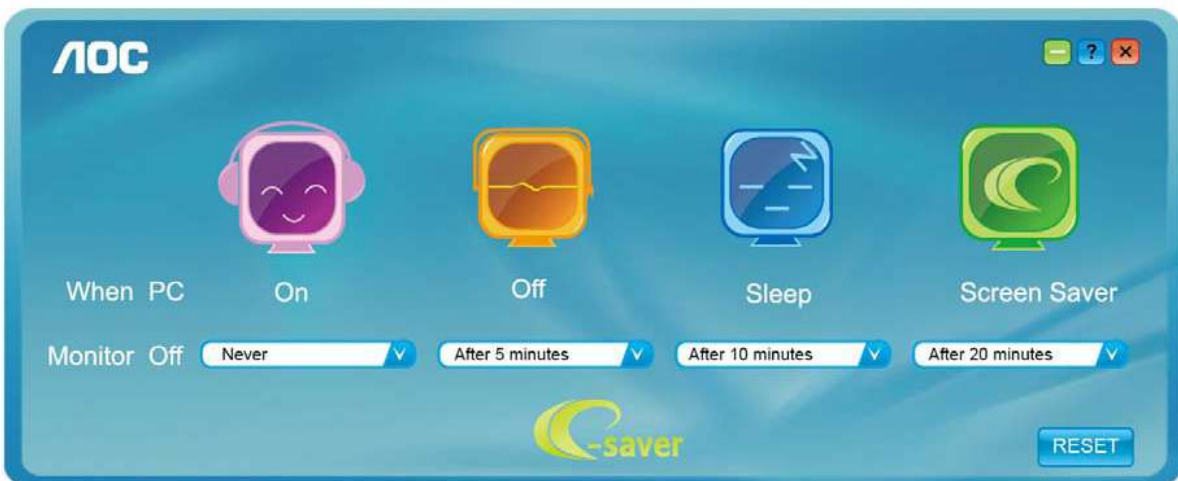 AOC
?
When PC On Off Sleep Screen Saver
Monitor Off Never After 5 minutes After 10 minutes After 20 minutes
e-saver
RESET